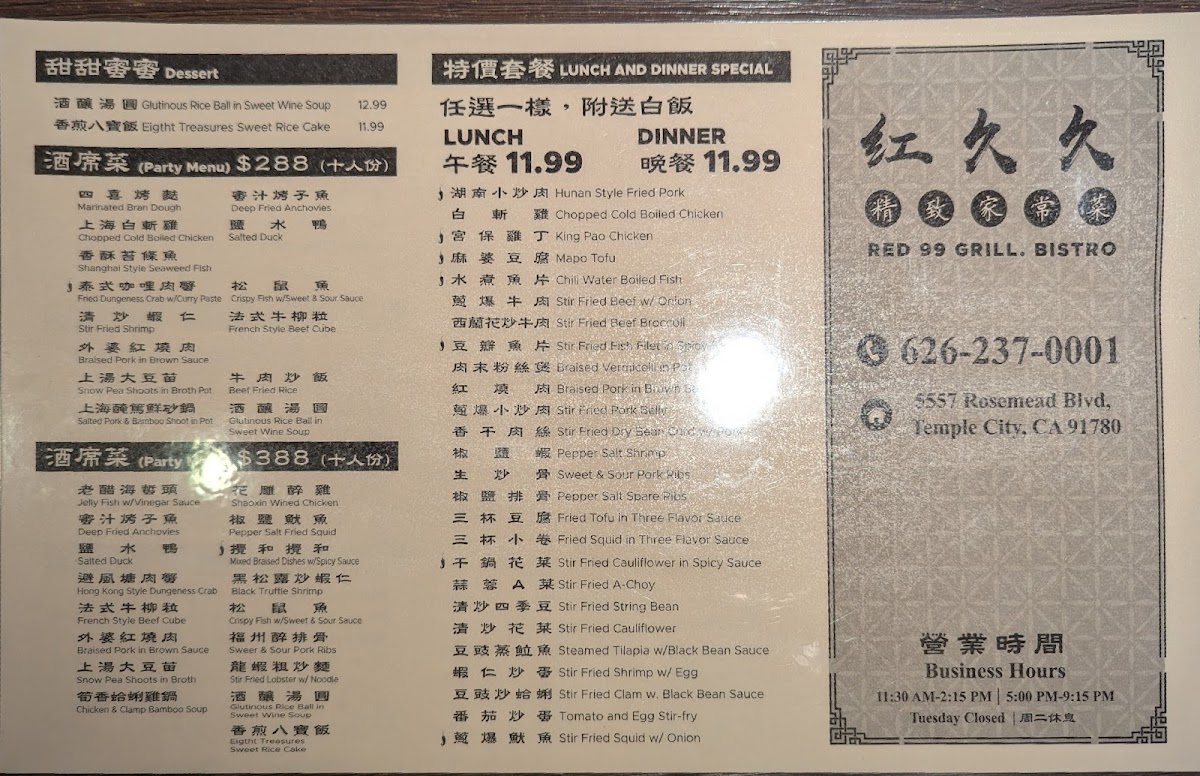 甜甜蜜蜜 Dessert
酒釀湯圓 Glutinous Rice Ball in Sweet Wine Soup 12.99
香煎八寶飯 Eigtht Treasures Sweet Rice Cake 11.99
酒席菜 (Party Menu) $288 (十人份)
四喜烤麩 蜜汁烤子魚
Marinated Bran Dough Deep Fried Anchovies
上海白斬雞 鹽水鴨
Chopped Cold Boiled Chicken Salted Duck
香酥苔條魚
Shanghai Style Seaweed Fish
泰式咖哩肉蟹 松鼠魚
Fried Dungeness Crab w/Curry Paste Crispy Fish w/Sweet & Sour Sauce
清炒蝦仁 法式牛柳粒
Stir Fried Shrimp French Style Beef Cube
外婆紅燒肉
Braised Pork in Brown Sauce
上湯大豆苗 牛肉炒飯
Snow Pea Shoots in Broth Pot Beef Fried Rice
上海醃篤鮮砂鍋 酒釀湯圓
Salted Pork & Bamboo Shoot in Pot Glutinous Rice Ball in
Sweet Wine Soup
酒席菜 (Party $388 (十人份)
老醋海蜇頭 花雕醉雞
Jelly Fish w/Vinegar Sauce Shaoxin Wined Chicken
蜜汁烤子魚 椒鹽魷魚
Deep Fried Anchovies Pepper Salt Fried Squid
鹽水鴨 攪和攪和
Salted Duck Mixed Braised Dishes w/Spicy Sauce
避風塘肉蟹 黑松露炒蝦仁
Hong Kong Style Dungeness Crab Black Truffle Shrimp
法式牛柳粒 松鼠魚
French Style Beef Cube Crispy Fish w/Sweet & Sour Sauce
外婆紅燒肉 福州醉排骨
Braised Pork in Brown Sauce Sweer & Sour Pork Ribs
上湯大豆苗 龍蝦粗炒麵
Snow Pea Shoots in Broth Stir Fried Lobster w/ Noodle
筍香蛤蜊雞鍋 酒釀湯圓
Chicken & Clamp Bamboo Soup Glutinous Rice Ball in
Sweet Wine Soup
香煎八寶飯
Eigtht Treasures
Sweet Rice Cake
特價套餐 LUNCH AND DINNER SPECIAL
任選一樣，附送白飯
LUNCH DINNER
午餐 11.99 晚餐 11.99
湖南小炒肉 Hunan Style Fried Pork
白斬雞 Chopped Cold Boiled Chicken
宮保雞丁 King Pao Chicken
麻婆豆腐 Mapo Tofu
水煮魚片 Chili Water Boiled Fish
蔥爆牛肉 Stir Fried Beef w/ Onion
西蘭花炒牛肉 Stir Fried Beef Broccoli
豆瓣魚片 Stir Fried Fish Filet in Spicy
肉末粉絲煲 Braised Vermicelli in Pot
紅燒肉 Braised Pork in Brown
蔥爆小炒肉 Stir Fried Pork Belly
香干肉絲 Stir Fried Dry Bean Curd
椒鹽蝦 Pepper Salt Shrimp
生炒骨 Sweet & Sour Pork Ribs
椒鹽排骨 Pepper Salt Spare Ribs
三杯豆腐 Fried Tofu in Three Flavor Sauce
三杯小卷 Fried Squid in Three Flavor Sauce
干鍋花菜 Stir Fried Cauliflower in Spicy Sauce
蒜蓉A菜 Stir Fried A-Choy
清炒四季豆 Stir Fried String Bean
清炒花菜 Stir Fried Cauliflower
豆豉蒸鱲魚 Steamed Tilapia w/Black Bean Sauce
蝦仁炒蛋 Stir Fried Shrimp w/ Egg
豆豉炒蛤蜊 Stir Fried Clam w. Black Bean Sauce
番茄炒蛋 Tomato and Egg Stir-fry
蔥爆魷魚 Stir Fried Squid w/ Onion
红久久
精致家常菜
RED 99 GRILL. BISTRO
626-237-0001
5557 Rosemead Blvd,
Temple City, CA 91780
營業時間
Business Hours
11:30 AM-2:15 PM | 5:00 PM-9:15 PM
Tuesday Closed | 周二休息